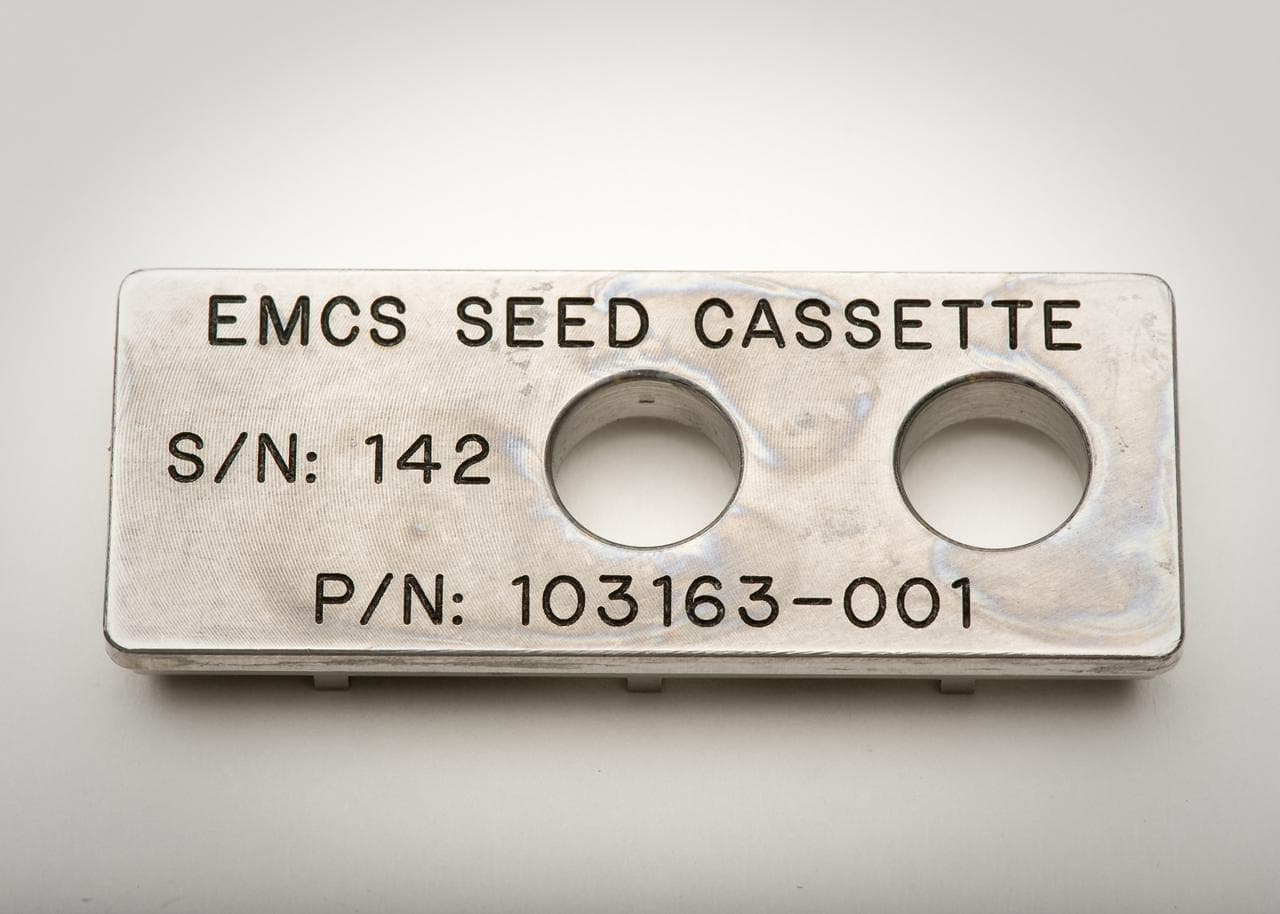 EMCS SEED CASSETTE
S/N: 142
P/N: 103163-001